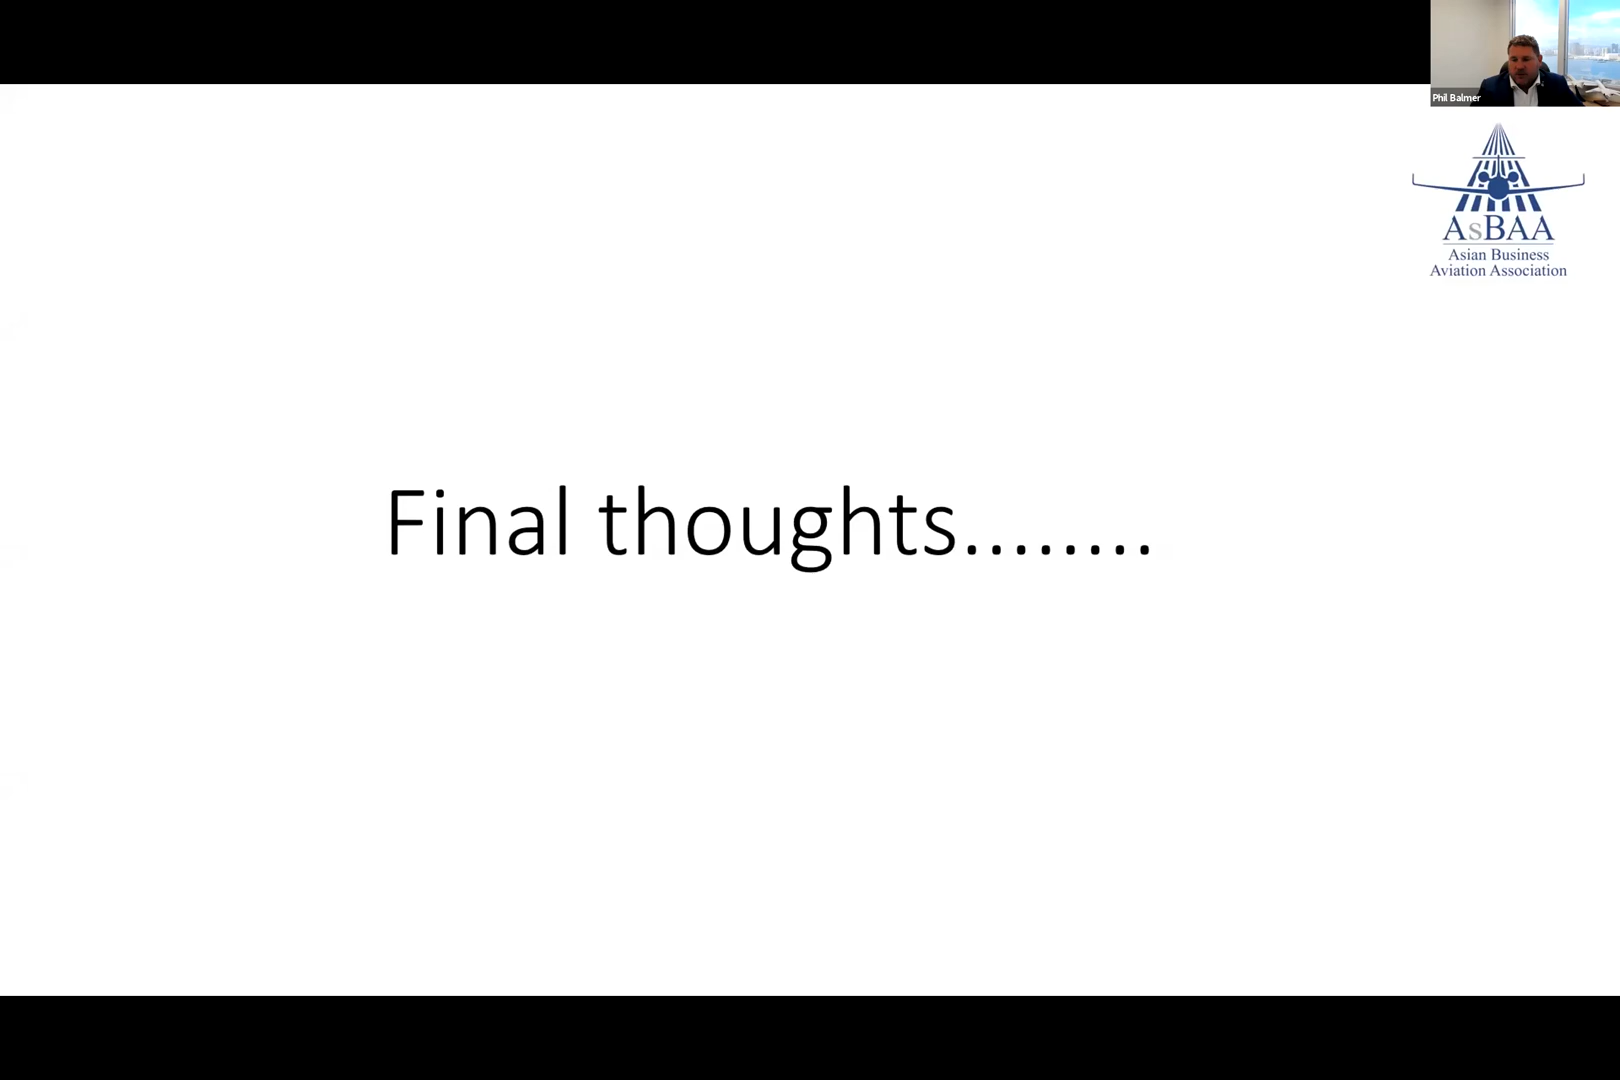 Phil Balmer
AsBAA
Asian Business
Aviation Association
Final thoughts........